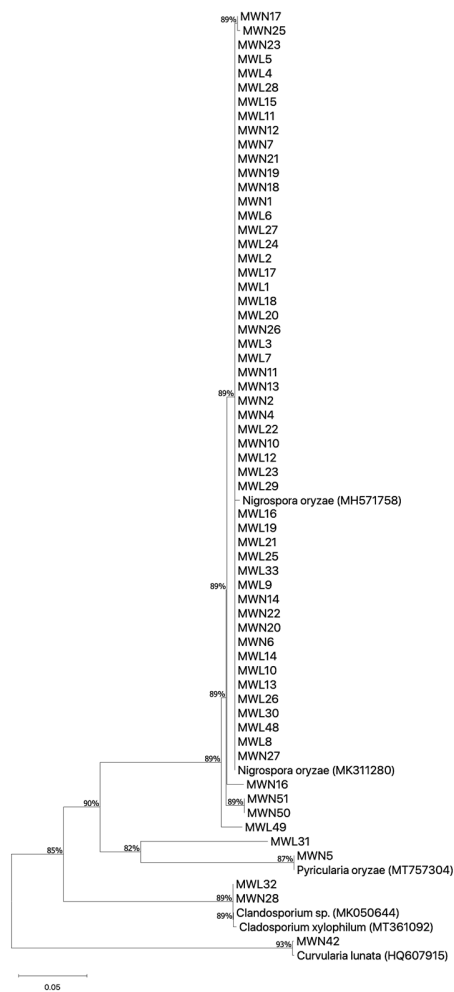 89%
MWN17
MWN25
MWN23
MWL5
MWL4
MWL28
MWL15
MWL11
MWN12
MWN7
MWN21
MWN19
MWN18
MWN1
MWL6
MWL27
MWL24
MWL2
MWL17
MWL1
MWL18
MWL20
MWN26
MWL3
MWL7
MWN11
MWN13
89%
MWN2
MWN4
MWL22
MWN10
MWL12
MWL23
MWL29
Nigrospora oryzae (MH571758)
MWL16
MWL19
MWL21
MWL25
MWL33
89%
MWL9
MWN14
MWN22
MWN20
MWN6
MWL14
MWL10
MWL13
89%
MWL26
MWL30
MWL48
MWL8
MWN27
89%
Nigrospora oryzae (MK311280)
MWN16
89%
MWN51
90%
MWN50
MWL49
MWL31
82%
85%
87%
MWN5
Pyricularia oryzae (MT757304)
MWL32
89%
MWN28
89%
Clandosporium sp. (MK050644)
Cladosporium xylophilum (MT361092)
93%
MWN42
Curvularia lunata (HQ607915)
0.05